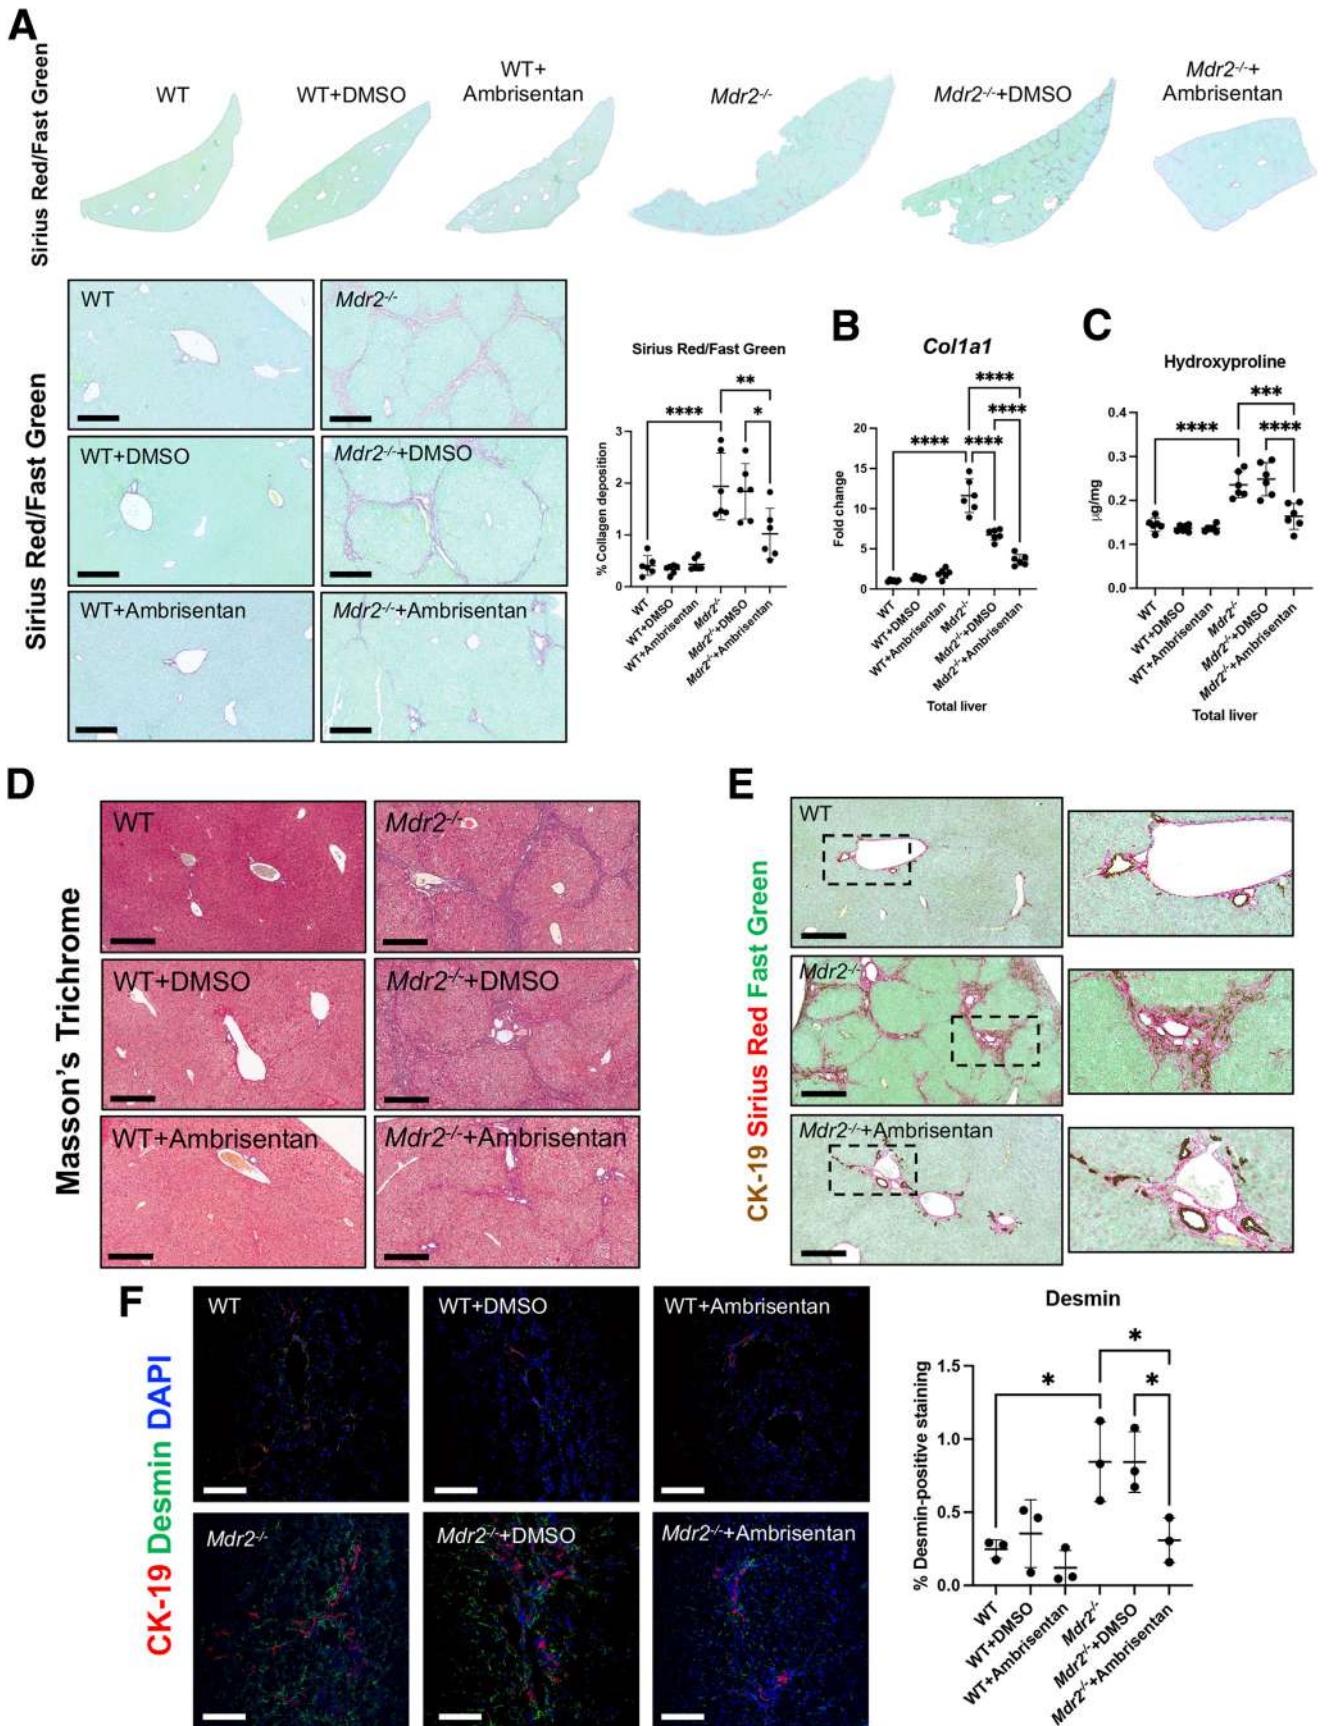 A
Sirius Red/Fast Green
WT
WT+DMSO
WT+
Ambrisentan
Mdr2-/-
Mdr2-/-+DMSO
Mdr2-/-+
Ambrisentan
Sirius Red/Fast Green
WT
Mdr2-/-
WT+DMSO
Mdr2-/-+DMSO
WT+Ambrisentan
Mdr2-/-+Ambrisentan
Sirius Red/Fast Green
% Collagen deposition
3
2
1
0
**
****
*
WT
WT+DMSO
WT+Ambrisentan
Mdr2-/-
Mdr2-/-+DMSO
Mdr2-/-+Ambrisentan
B
Col1a1
Fold change
20
15
10
5
0
****
****
**** ****
WT
WT+DMSO
WT+Ambrisentan
Mdr2-/-
Mdr2-/-+DMSO
Mdr2-/-+Ambrisentan
Total liver
C
Hydroxyproline
µg/mg
0.4
0.3
0.2
0.1
0.0
***
**** ****
WT
WT+DMSO
WT+Ambrisentan
Mdr2-/-
Mdr2-/-+DMSO
Mdr2-/-+Ambrisentan
Total liver
D
Masson's Trichrome
WT
Mdr2-/-
WT+DMSO
Mdr2-/-+DMSO
WT+Ambrisentan
Mdr2-/-+Ambrisentan
E
CK-19 Sirius Red Fast Green
WT
Mdr2-/-
Mdr2-/-+Ambrisentan
F
CK-19 Desmin DAPI
WT
WT+DMSO
WT+Ambrisentan
Mdr2-/-
Mdr2-/-+DMSO
Mdr2-/-+Ambrisentan
Desmin
% Desmin-positive staining
1.5
1.0
0.5
0.0
*
*
*
WT
WT+DMSO
WT+Ambrisentan
Mdr2-/-
Mdr2-/-+DMSO
Mdr2-/-+Ambrisentan